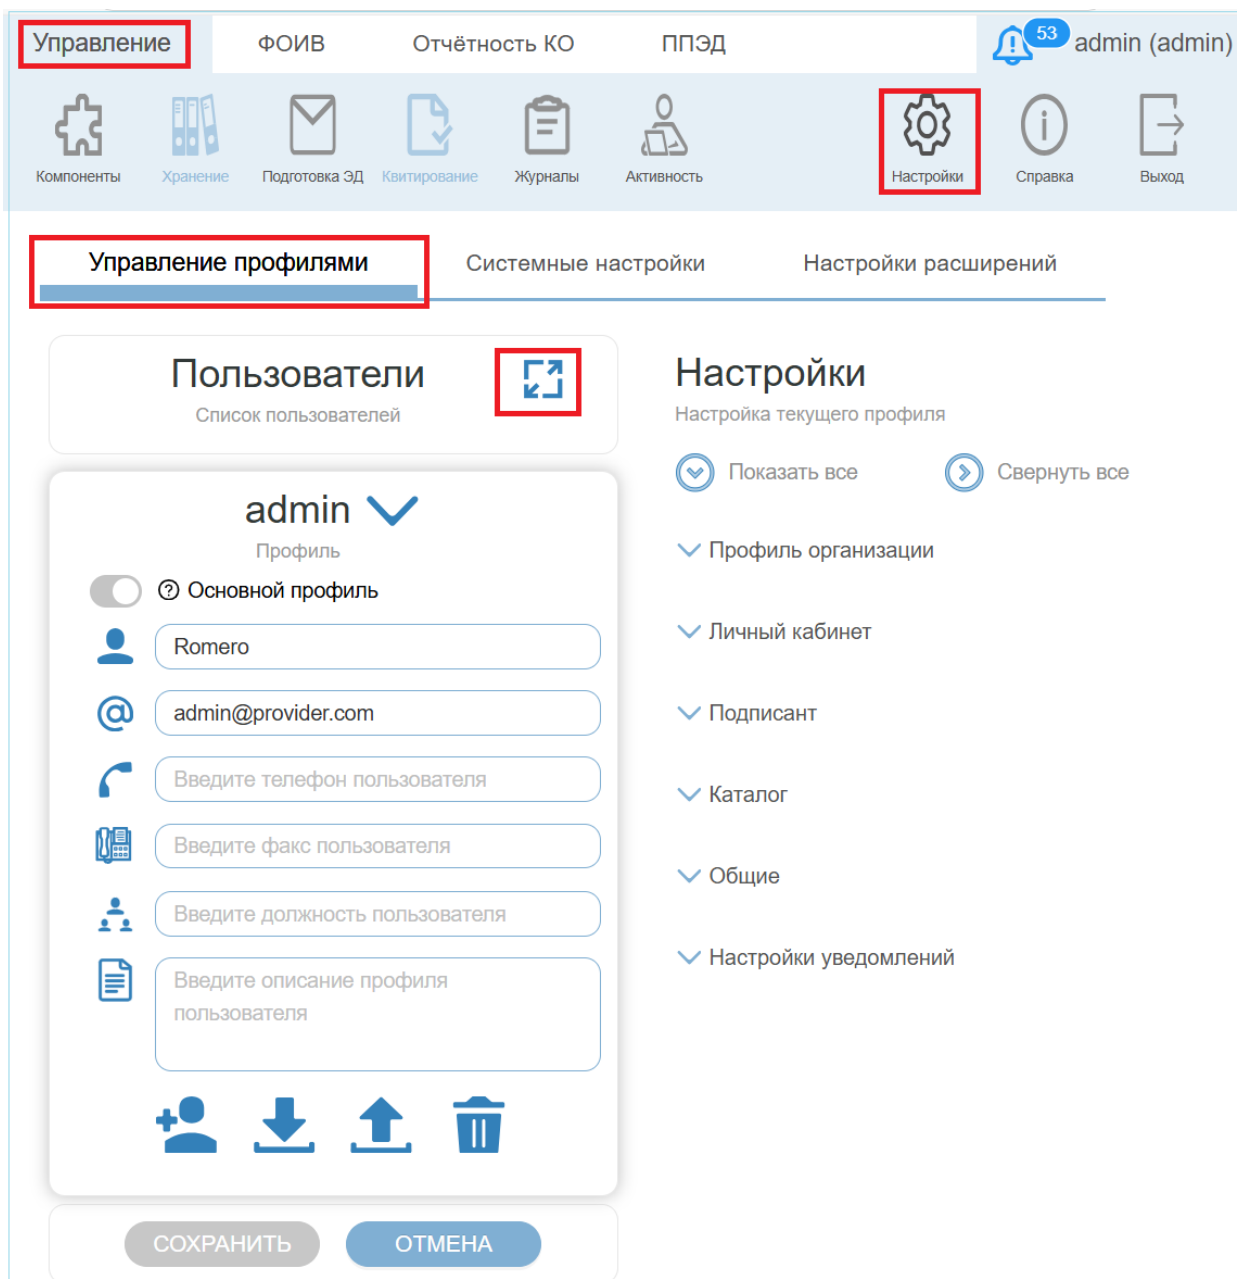 Управление
ФОИВ
Отчётность КО
ППЭД
53
admin (admin)
Компоненты
Хранение
Подготовка ЭД
Квитирование
Журналы
Активность
Настройки
Справка
Выход
Управление профилями
Системные настройки
Настройки расширений
Пользователи
Список пользователей
admin
Профиль
Основной профиль
Romero
admin@provider.com
Введите телефон пользователя
Введите факс пользователя
Введите должность пользователя
Введите описание профиля
пользователя
СОХРАНИТЬ
ОТМЕНА
Настройки
Настройка текущего профиля
Показать все
Свернуть все
Профиль организации
Личный кабинет
Подписант
Каталог
Общие
Настройки уведомлений